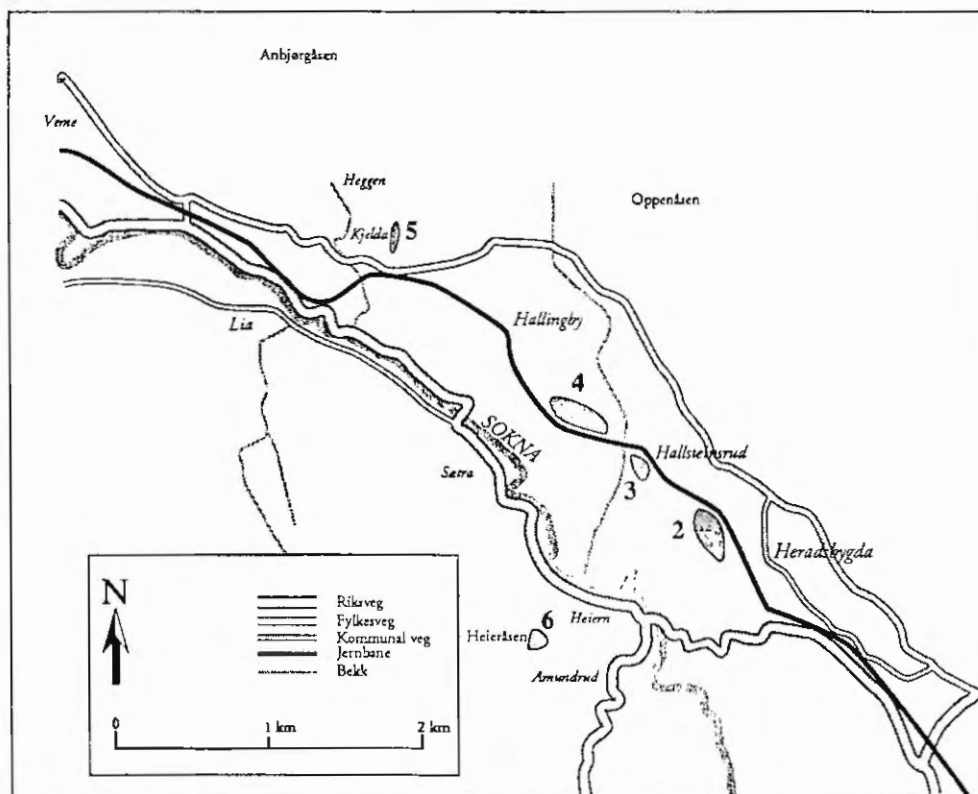 Anbjørgåsen
Verne
Heggen
Oppenåsen
Kjelda
5
Hallingby
Lia
4
SOKNA
Hallsteinsrud
Sætra
3
2
Heradsbygda
N
Riksveg
Fylkesveg
Kommunal veg
Jernbane
Bekk
6
Heiern
Heieråsen
Amundrud
0
1 km
2 km